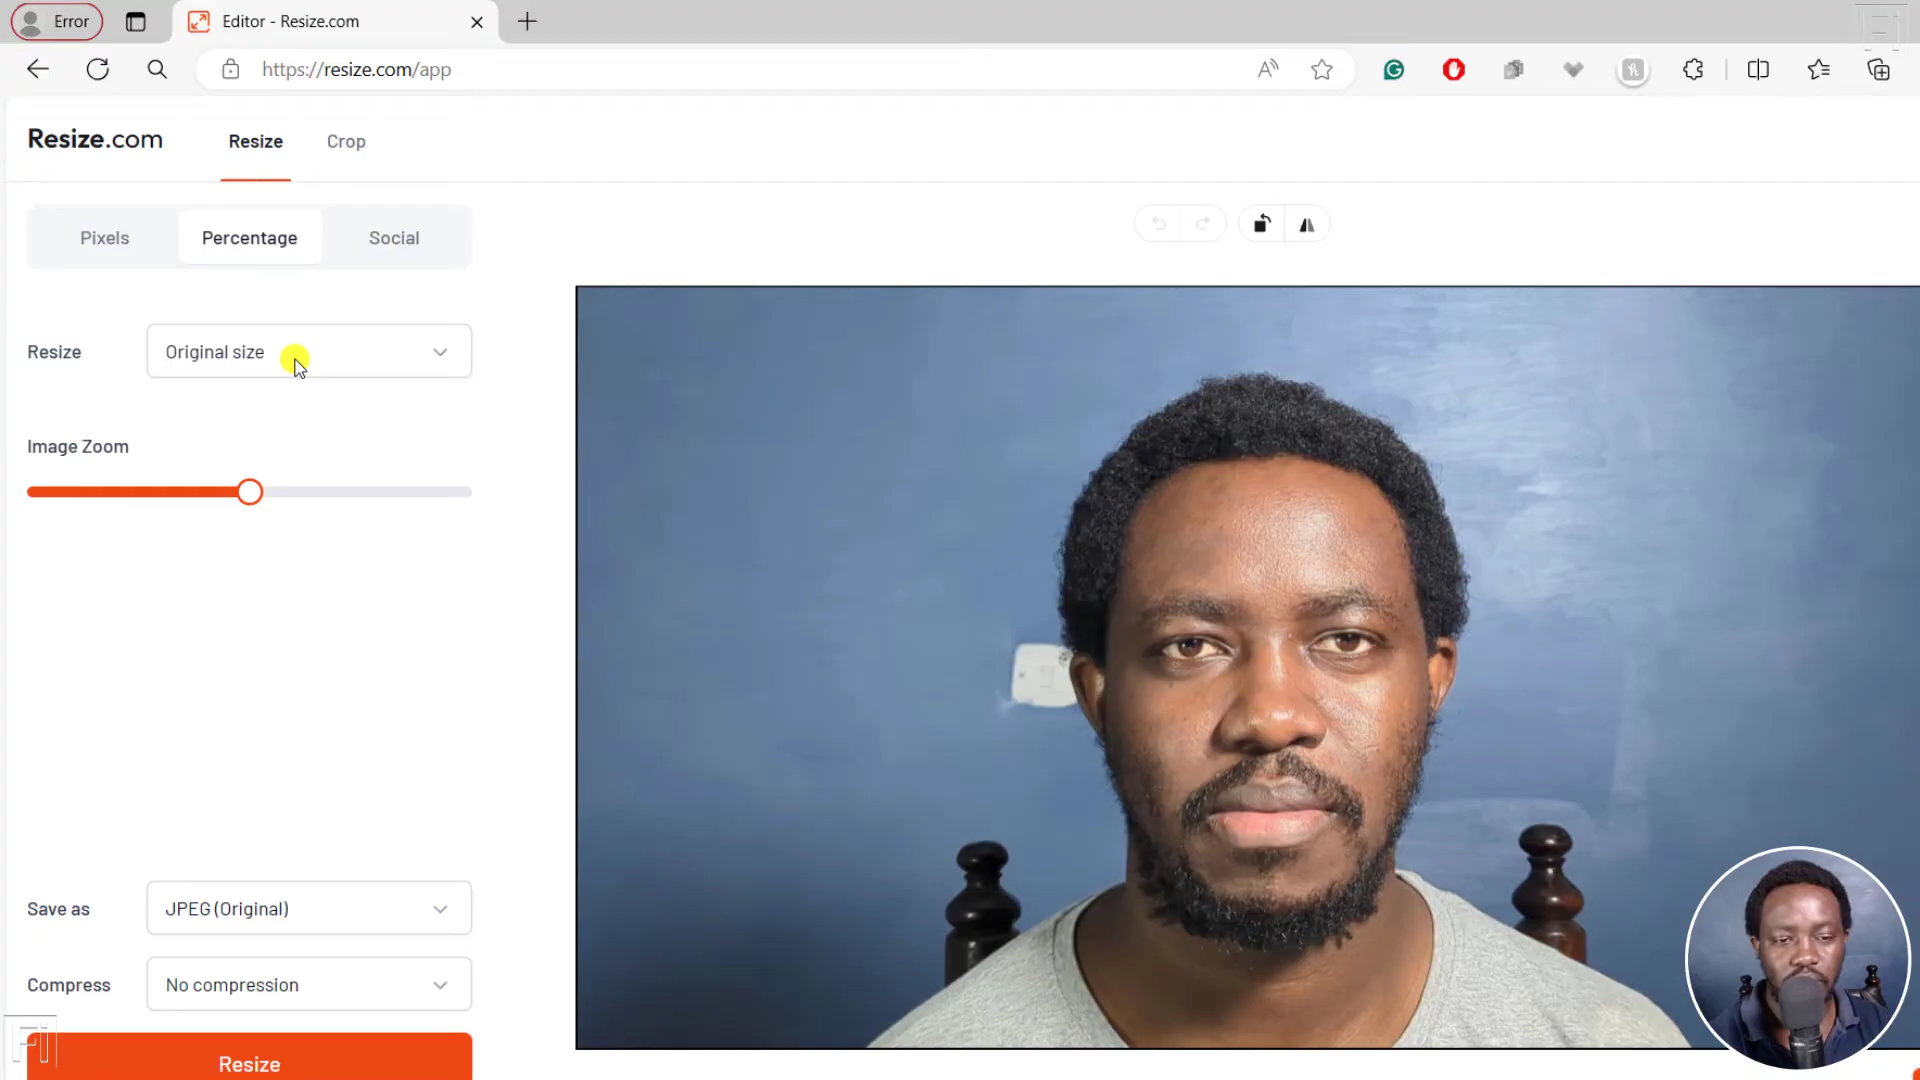 Error
Editor - Resize.com
https://resize.com/app
Resize.com
Resize
Crop
Pixels
Percentage
Social
Resize
Original size
Image Zoom
Save as
JPEG (Original)
Compress
No compression
Resize